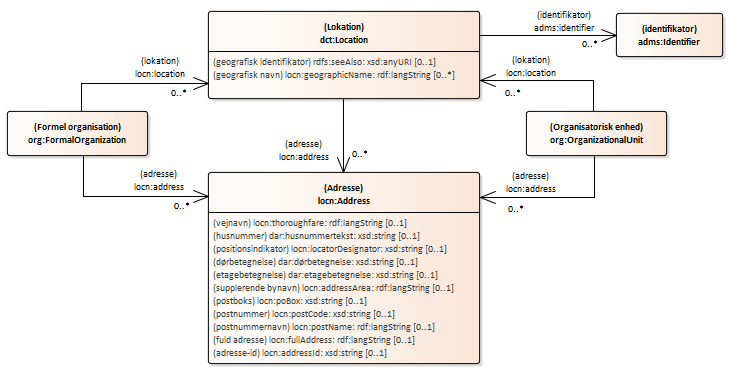 (Lokation)
dct:Location
(geografisk identifikator) rdfs:seeAlso: xsd:anyURI [0..1]
(geografisk navn) locn:geographicName: rdf:langString [0..*]
(identifikator)
adms:identifier
0..*
(identifikator)
adms:Identifier
(lokation)
locn:location
0..*
(lokation)
locn:location
0..*
(Formel organisation)
org:FormalOrganization
(Organisatorisk enhed)
org:OrganizationalUnit
(adresse)
locn:address
0..*
(adresse)
locn:address
0..*
(adresse)
locn:address
0..*
(Adresse)
locn:Address
(vejnavn) locn:thoroughfare: rdf:langString [0..1]
(husnummer) dar:husnummertekst: xsd:string [0..1]
(positionsindikator) locn:locatorDesignator: xsd:string [0..1]
(dørbetegnelse) dar:dørbetegnelse: xsd:string [0..1]
(etagebetegnelse) dar:etagebetegnelse: xsd:string [0..1]
(supplerende bynavn) locn:addressArea: rdf:langString [0..1]
(postboks) locn:poBox: xsd:string [0..1]
(postnummer) locn:postCode: xsd:string [0..1]
(postnummernavn) locn:postName: rdf:langString [0..1]
(fuld adresse) locn:fullAddress: rdf:langString [0..1]
(adresse-id) locn:addressId: xsd:string [0..1]